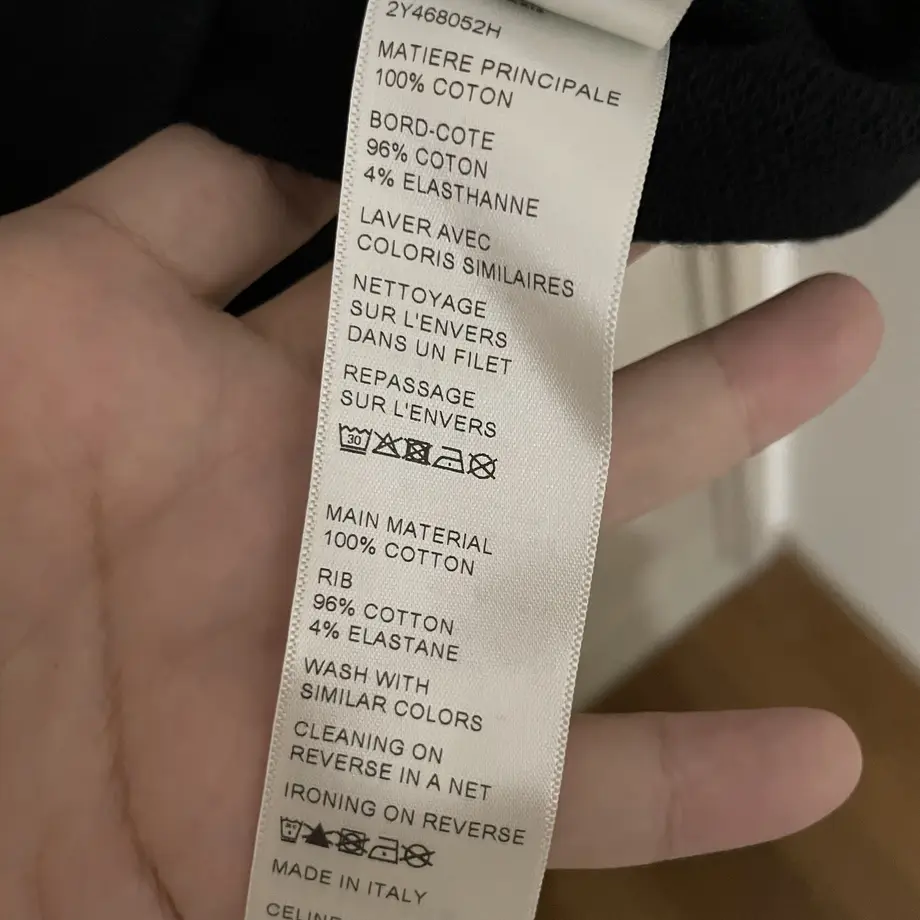 2Y468052H
MATIERE PRINCIPALE
100% COTON
BORD-COTE
96% COTON
4% ELASTHANNE
LAVER AVEC
COLORIS SIMILAIRES
NETTOYAGE
SUR L'ENVERS
DANS UN FILET
REPASSAGE
SUR L'ENVERS
30
MAIN MATERIAL
100% COTTON
RIB
96% COTTON
4% ELASTANE
WASH WITH
SIMILAR COLORS
CLEANING ON
REVERSE IN A NET
IRONING ON REVERSE
MADE IN ITALY
CELINE